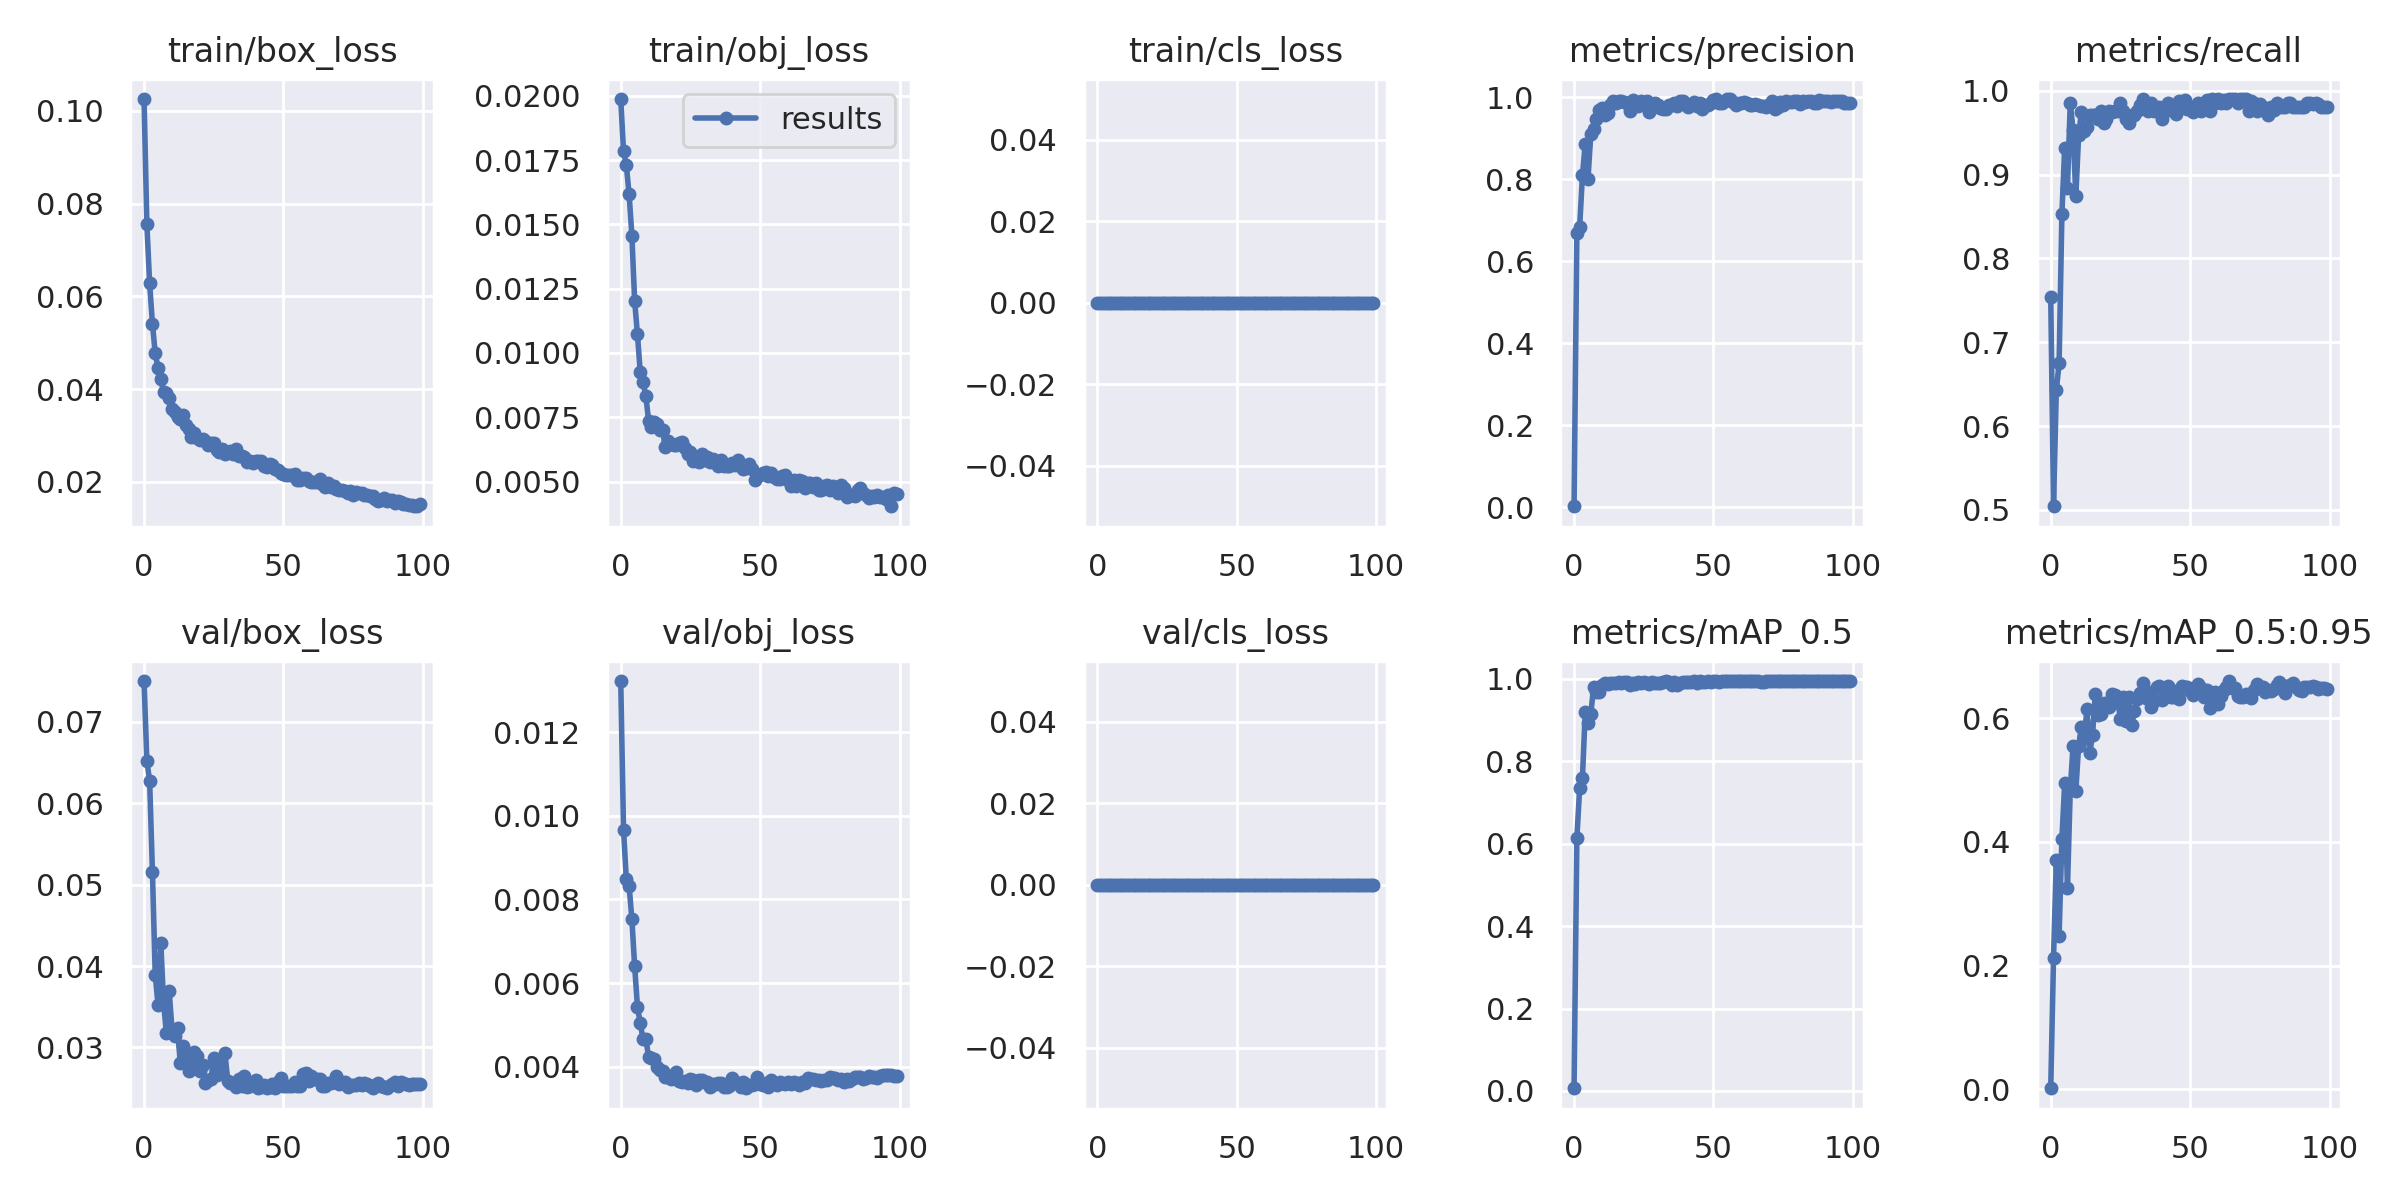 train/box_loss
train/obj_loss
train/cls_loss
metrics/precision
metrics/recall
0.10
0.08
0.06
0.04
0.02
0 50 100
0.0200
0.0175
0.0150
0.0125
0.0100
0.0075
0.0050
0 50 100
results
0.04
0.02
0.00
−0.02
−0.04
0 50 100
1.0
0.8
0.6
0.4
0.2
0.0
0 50 100
1.0
0.9
0.8
0.7
0.6
0.5
0 50 100
val/box_loss
val/obj_loss
val/cls_loss
metrics/mAP_0.5
metrics/mAP_0.5:0.95
0.07
0.06
0.05
0.04
0.03
0 50 100
0.012
0.010
0.008
0.006
0.004
0 50 100
0.04
0.02
0.00
−0.02
−0.04
0 50 100
1.0
0.8
0.6
0.4
0.2
0.0
0 50 100
0.6
0.4
0.2
0.0
0 50 100